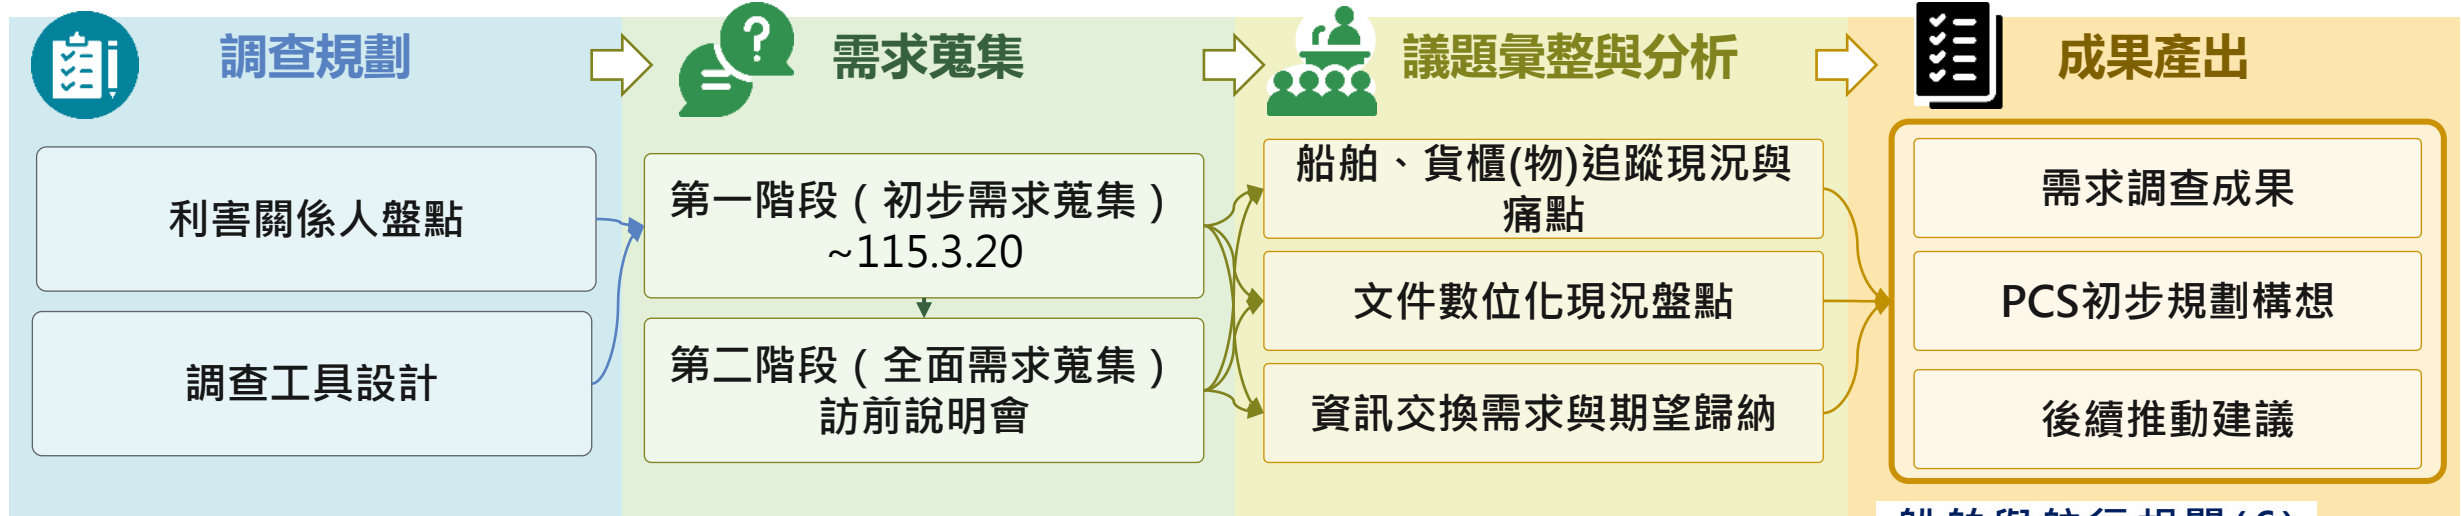 調查規劃
需求蒐集
議題彙整與分析
成果產出
利害關係人盤點
調查工具設計
第一階段（初步需求蒐集）
~115.3.20
第二階段（全面需求蒐集）
訪前說明會
船舶、貨櫃(物)追蹤現況與
痛點
文件數位化現況盤點
資訊交換需求與期望歸納
需求調查成果
PCS初步規劃構想
後續推動建議